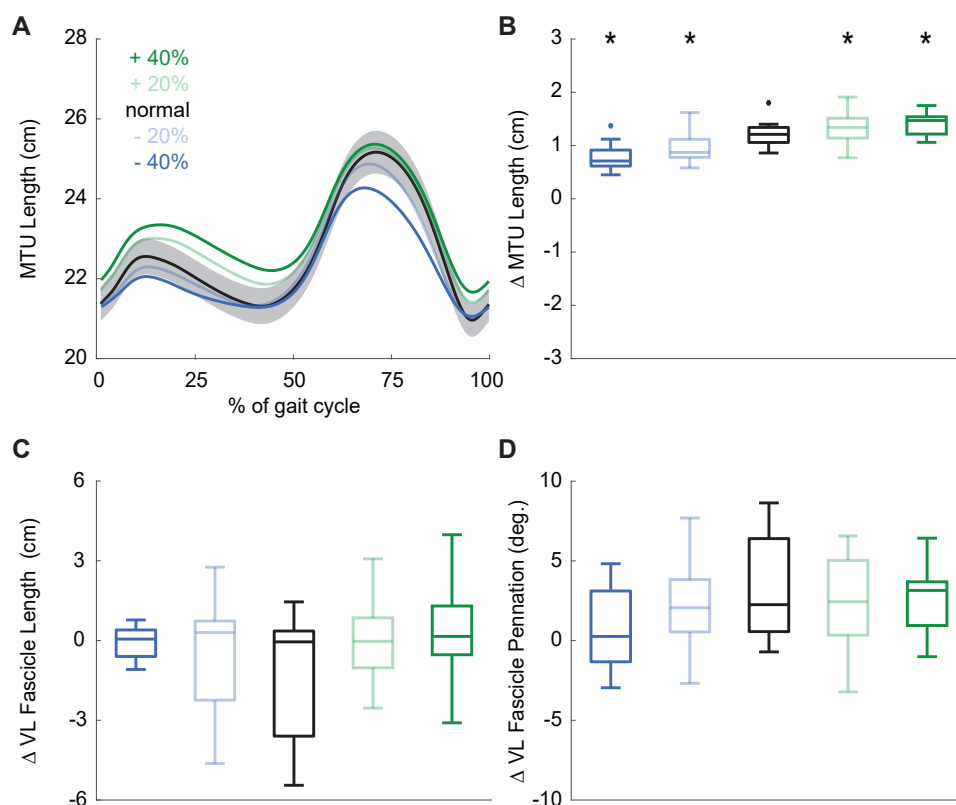 A
MTU Length (cm)
28
26
24
22
20
+ 40%
+ 20%
normal
- 20%
- 40%
0
25
50
75
100
% of gait cycle
B
Δ MTU Length (cm)
3
2
1
0
-1
-2
-3
* * * *
C
Δ VL Fascicle Length (cm)
6
3
0
-3
-6
D
Δ VL Fascicle Pennation (deg.)
10
5
0
-5
-10